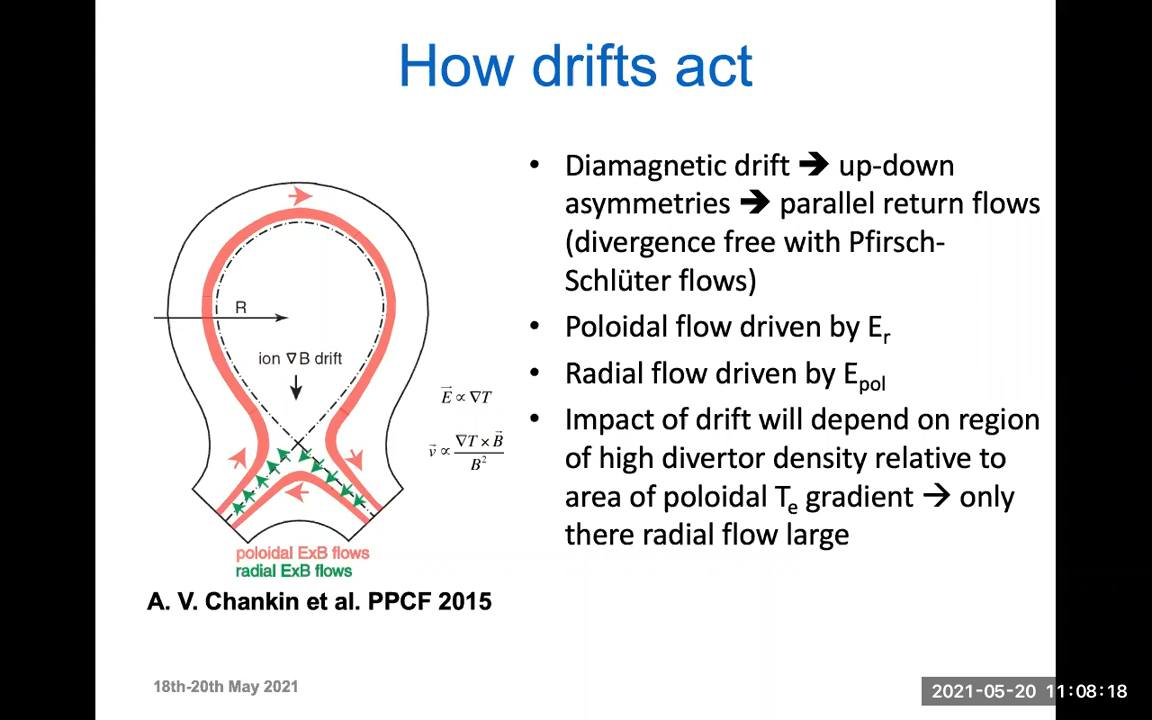 How drifts act
• Diamagnetic drift ➔ up-down
asymmetries ➔ parallel return flows
(divergence free with Pfirsch-
Schlüter flows)
• Poloidal flow driven by E_r
• Radial flow driven by E_pol
• Impact of drift will depend on region
of high divertor density relative to
area of poloidal T_e gradient → only
there radial flow large
R
ion ∇B drift
E⃗ ∝ ∇T
v⃗ ∝ ∇T × B⃗ / B²
poloidal ExB flows
radial ExB flows
A. V. Chankin et al. PPCF 2015
18th-20th May 2021
2021-05-20 11:08:18